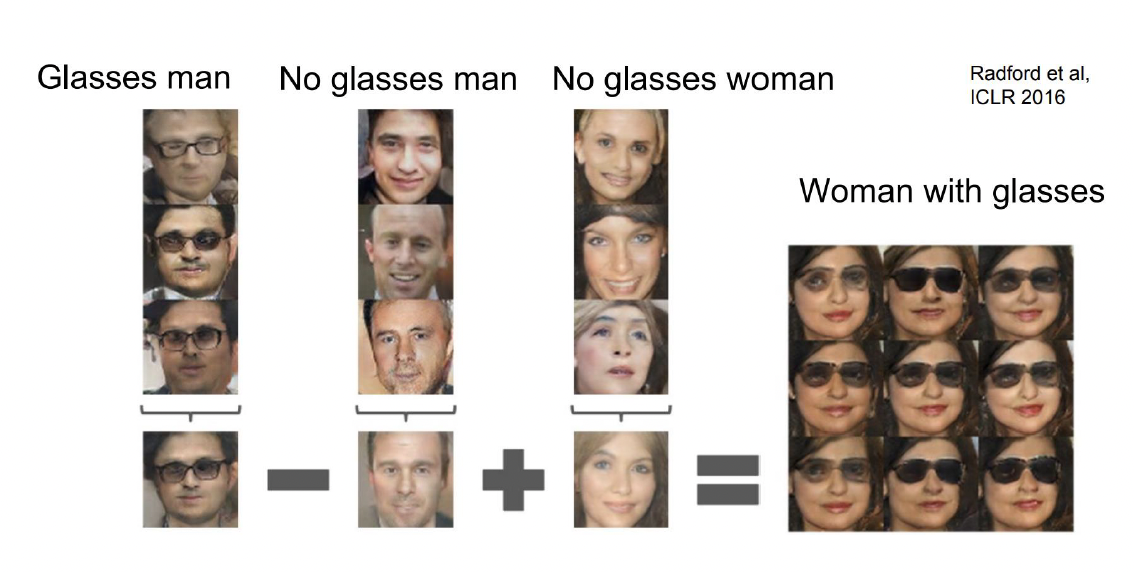 Glasses man
No glasses man
No glasses woman
Radford et al,
ICLR 2016
Woman with glasses